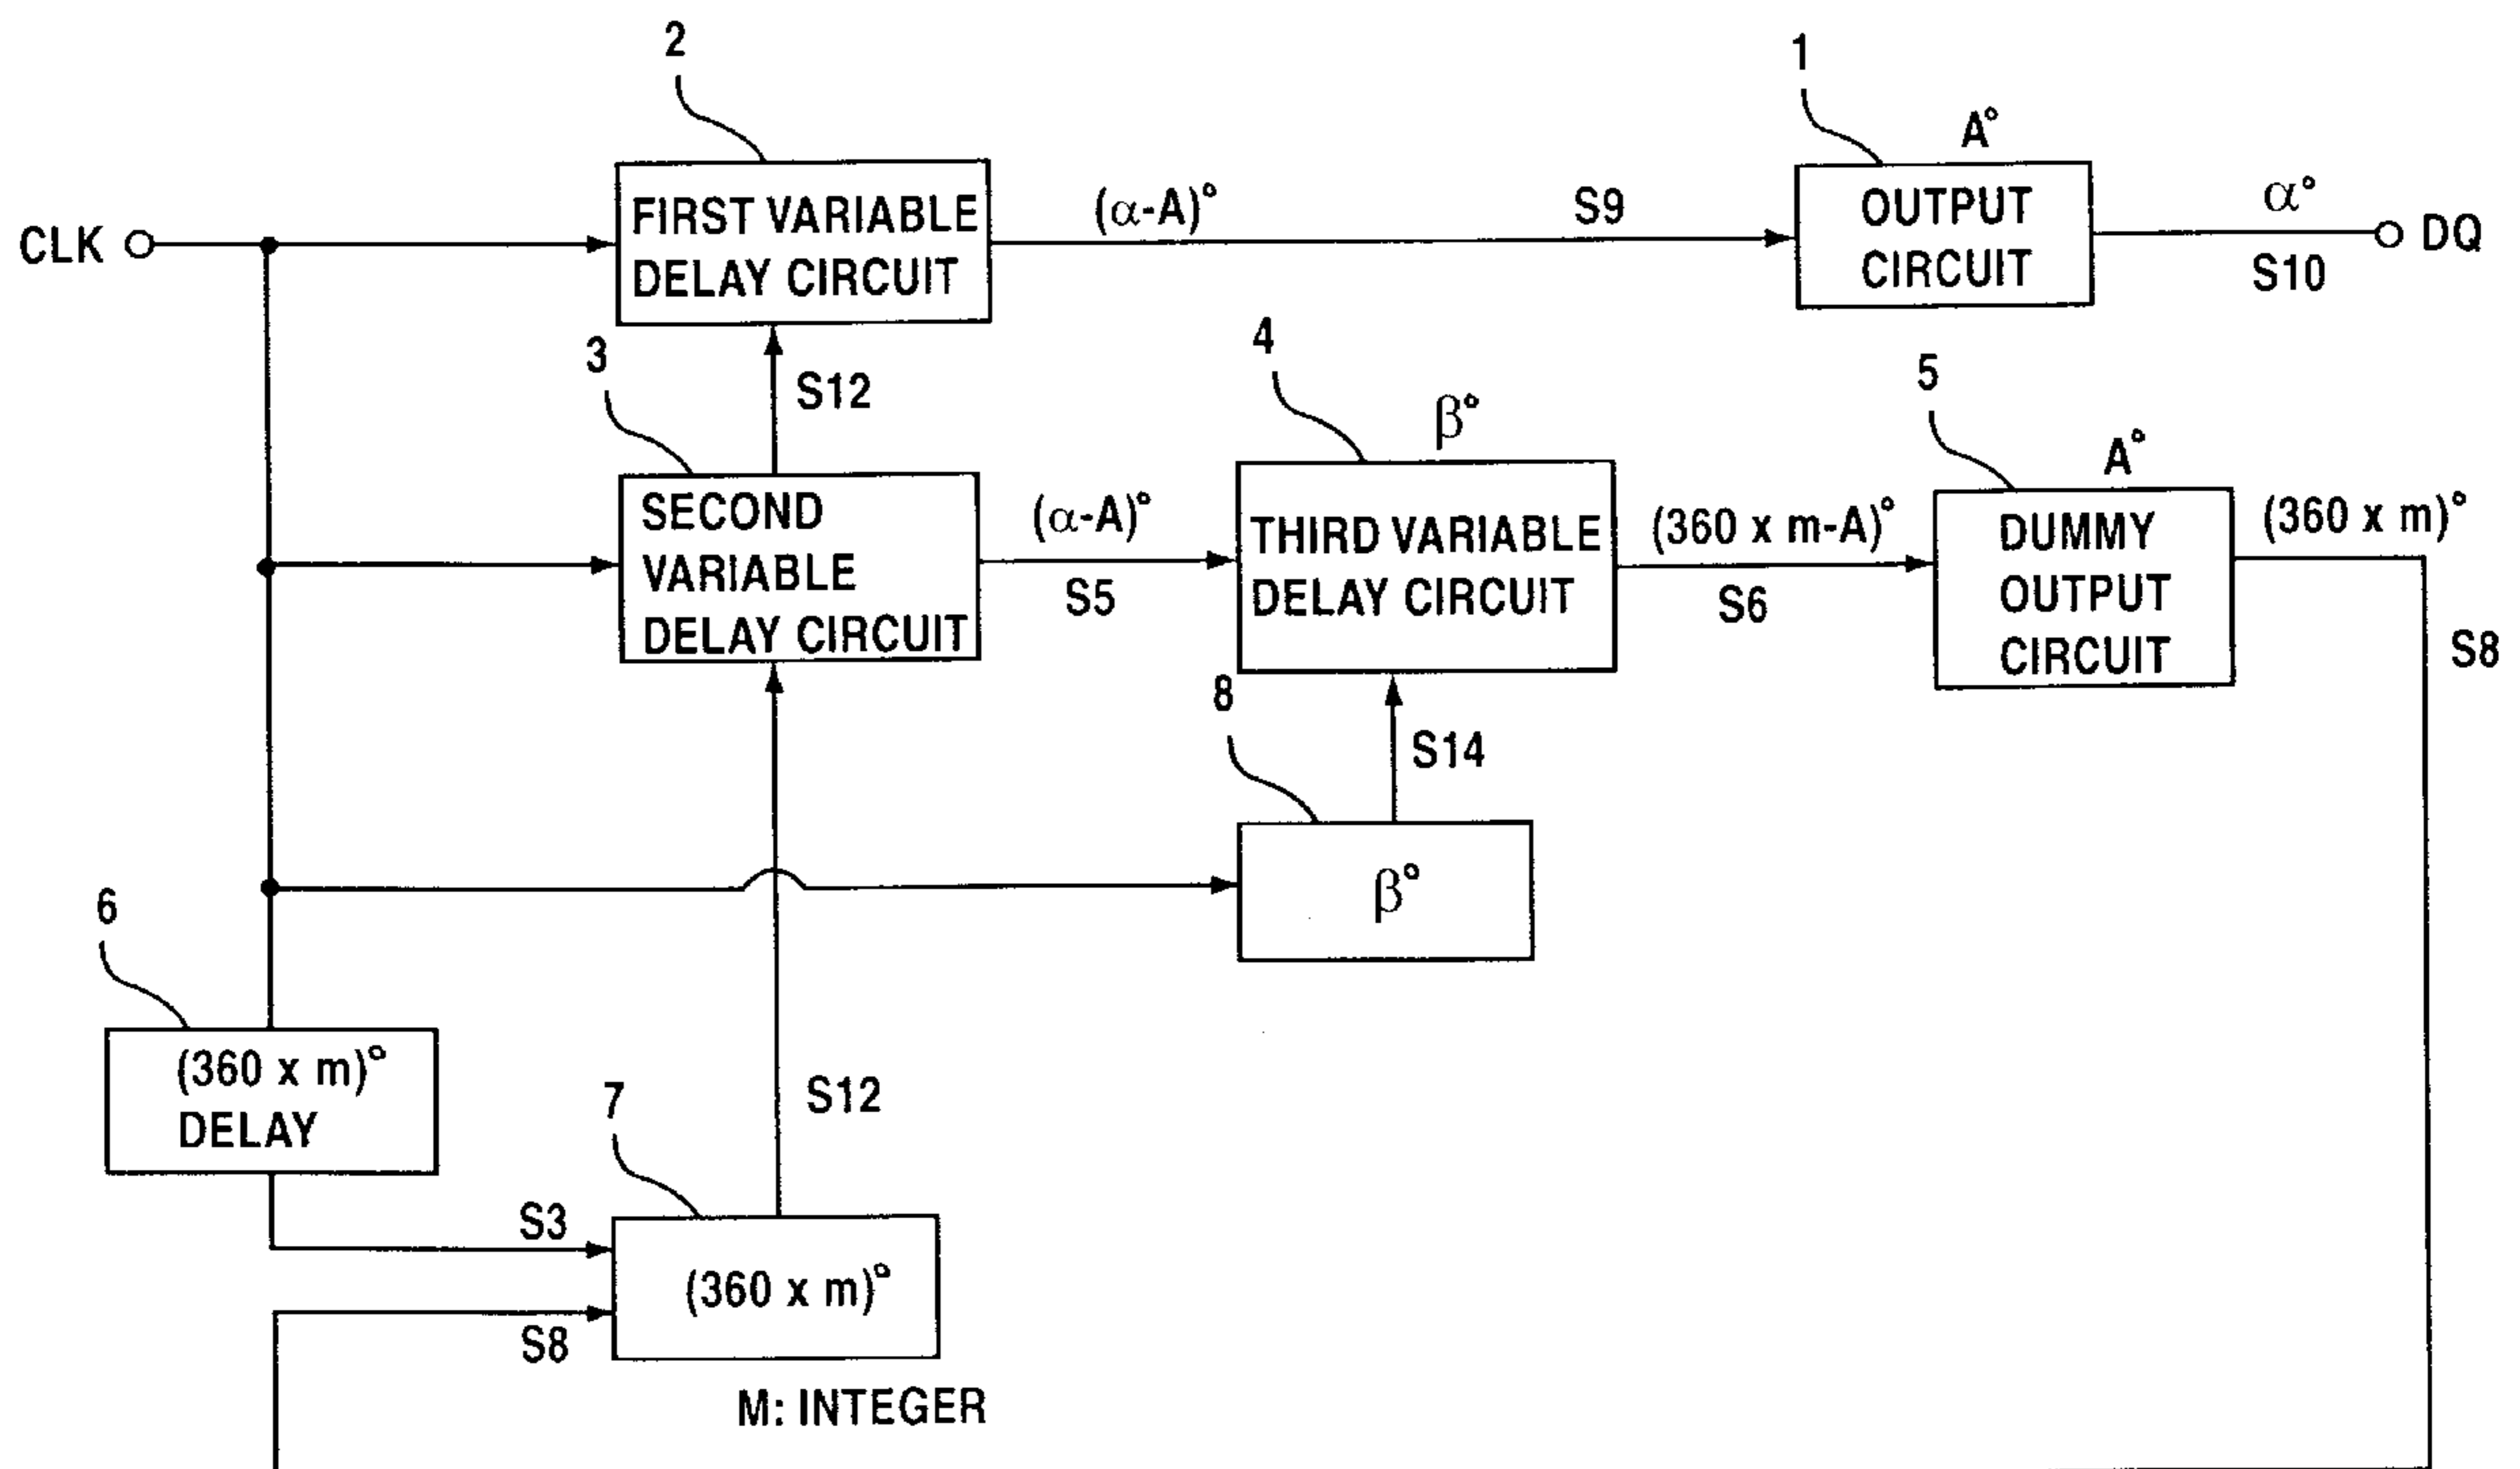 2
1
A°
FIRST VARIABLE
DELAY CIRCUIT
(α-A)°
S9
OUTPUT
CIRCUIT
α°
CLK
DQ
S10
3
S12
4
β°
5
A°
SECOND
VARIABLE
DELAY CIRCUIT
(α-A)°
S5
THIRD VARIABLE
DELAY CIRCUIT
(360 x m-A)°
S6
DUMMY
OUTPUT
CIRCUIT
(360 x m)°
S8
8
S14
β°
6
(360 x m)°
DELAY
7
S12
S3
(360 x m)°
S8
M: INTEGER